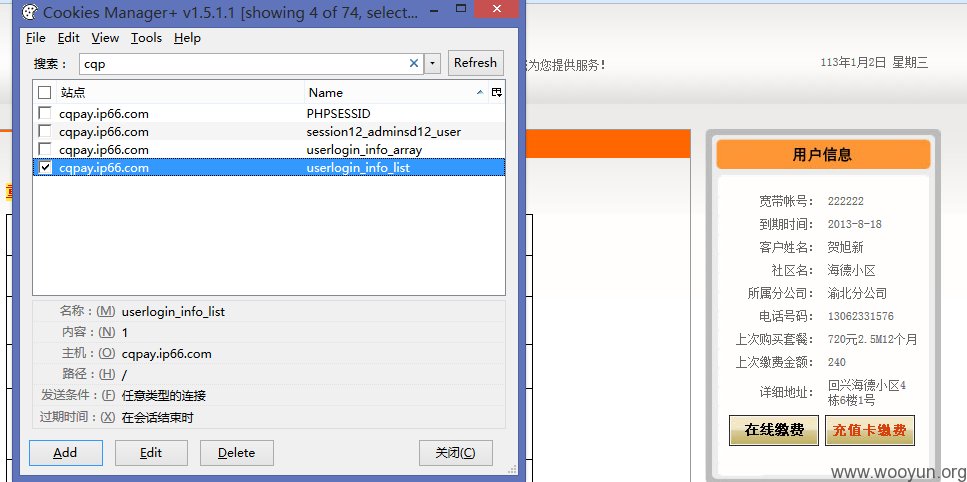 Cookies Manager+ v1.5.1.1 [showing 4 of 74, select...
File Edit View Tools Help
搜索： cqp Refresh
站点 Name
cqpay.ip66.com PHPSESSID
cqpay.ip66.com session12_adminsd12_user
cqpay.ip66.com userlogin_info_array
cqpay.ip66.com userlogin_info_list
名称：(M) userlogin_info_list
内容：(N) 1
主机：(O) cqpay.ip66.com
路径：(H) /
发送条件：(F) 任意类型的连接
过期时间：(X) 在会话结束时
Add Edit Delete 关闭(C)
为您提供服务！
113年1月2日 星期三
用户信息
宽带帐号： 222222
到期时间： 2013-8-18
客户姓名： 贺旭新
社区名： 海德小区
所属分公司： 渝北分公司
电话号码： 13062331576
上次购买套餐： 720元2.5M12个月
上次缴费金额： 240
详细地址： 回兴海德小区4
栋6楼1号
在线缴费 充值卡缴费
www.wooyun.org